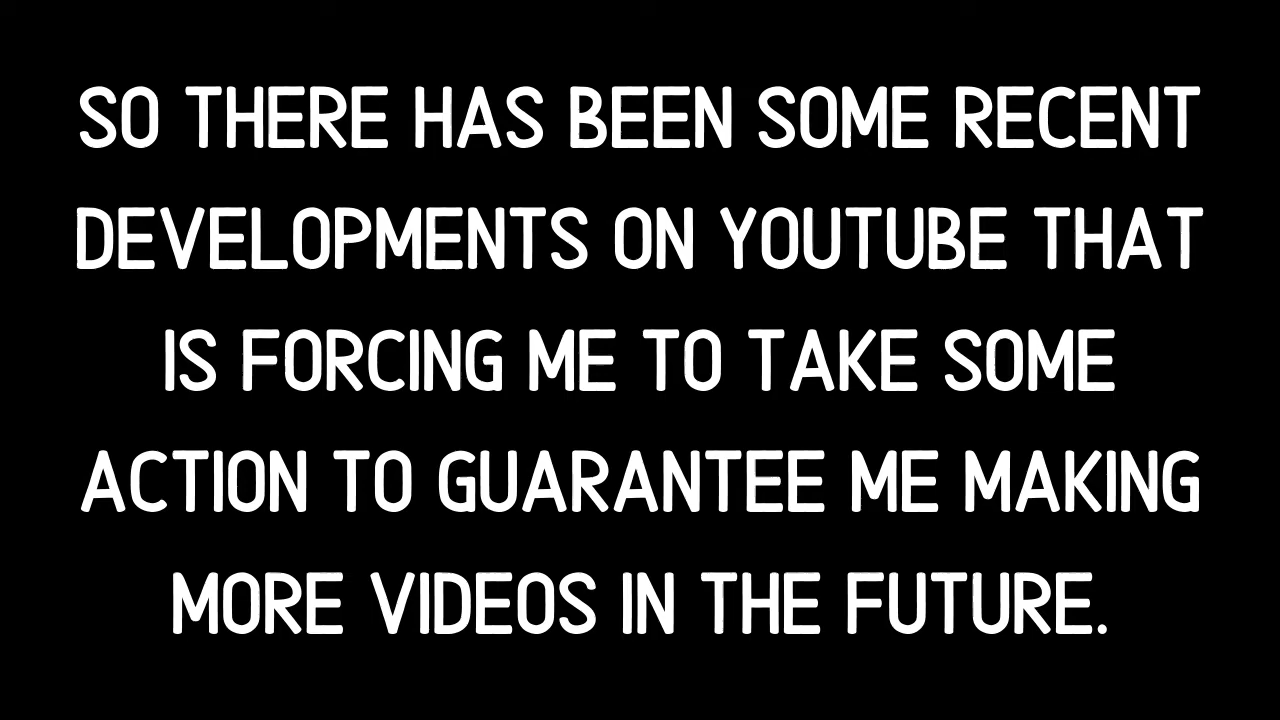 SO THERE HAS BEEN SOME RECENT
DEVELOPMENTS ON YOUTUBE THAT
IS FORCING ME TO TAKE SOME
ACTION TO GUARANTEE ME MAKING
MORE VIDEOS IN THE FUTURE.